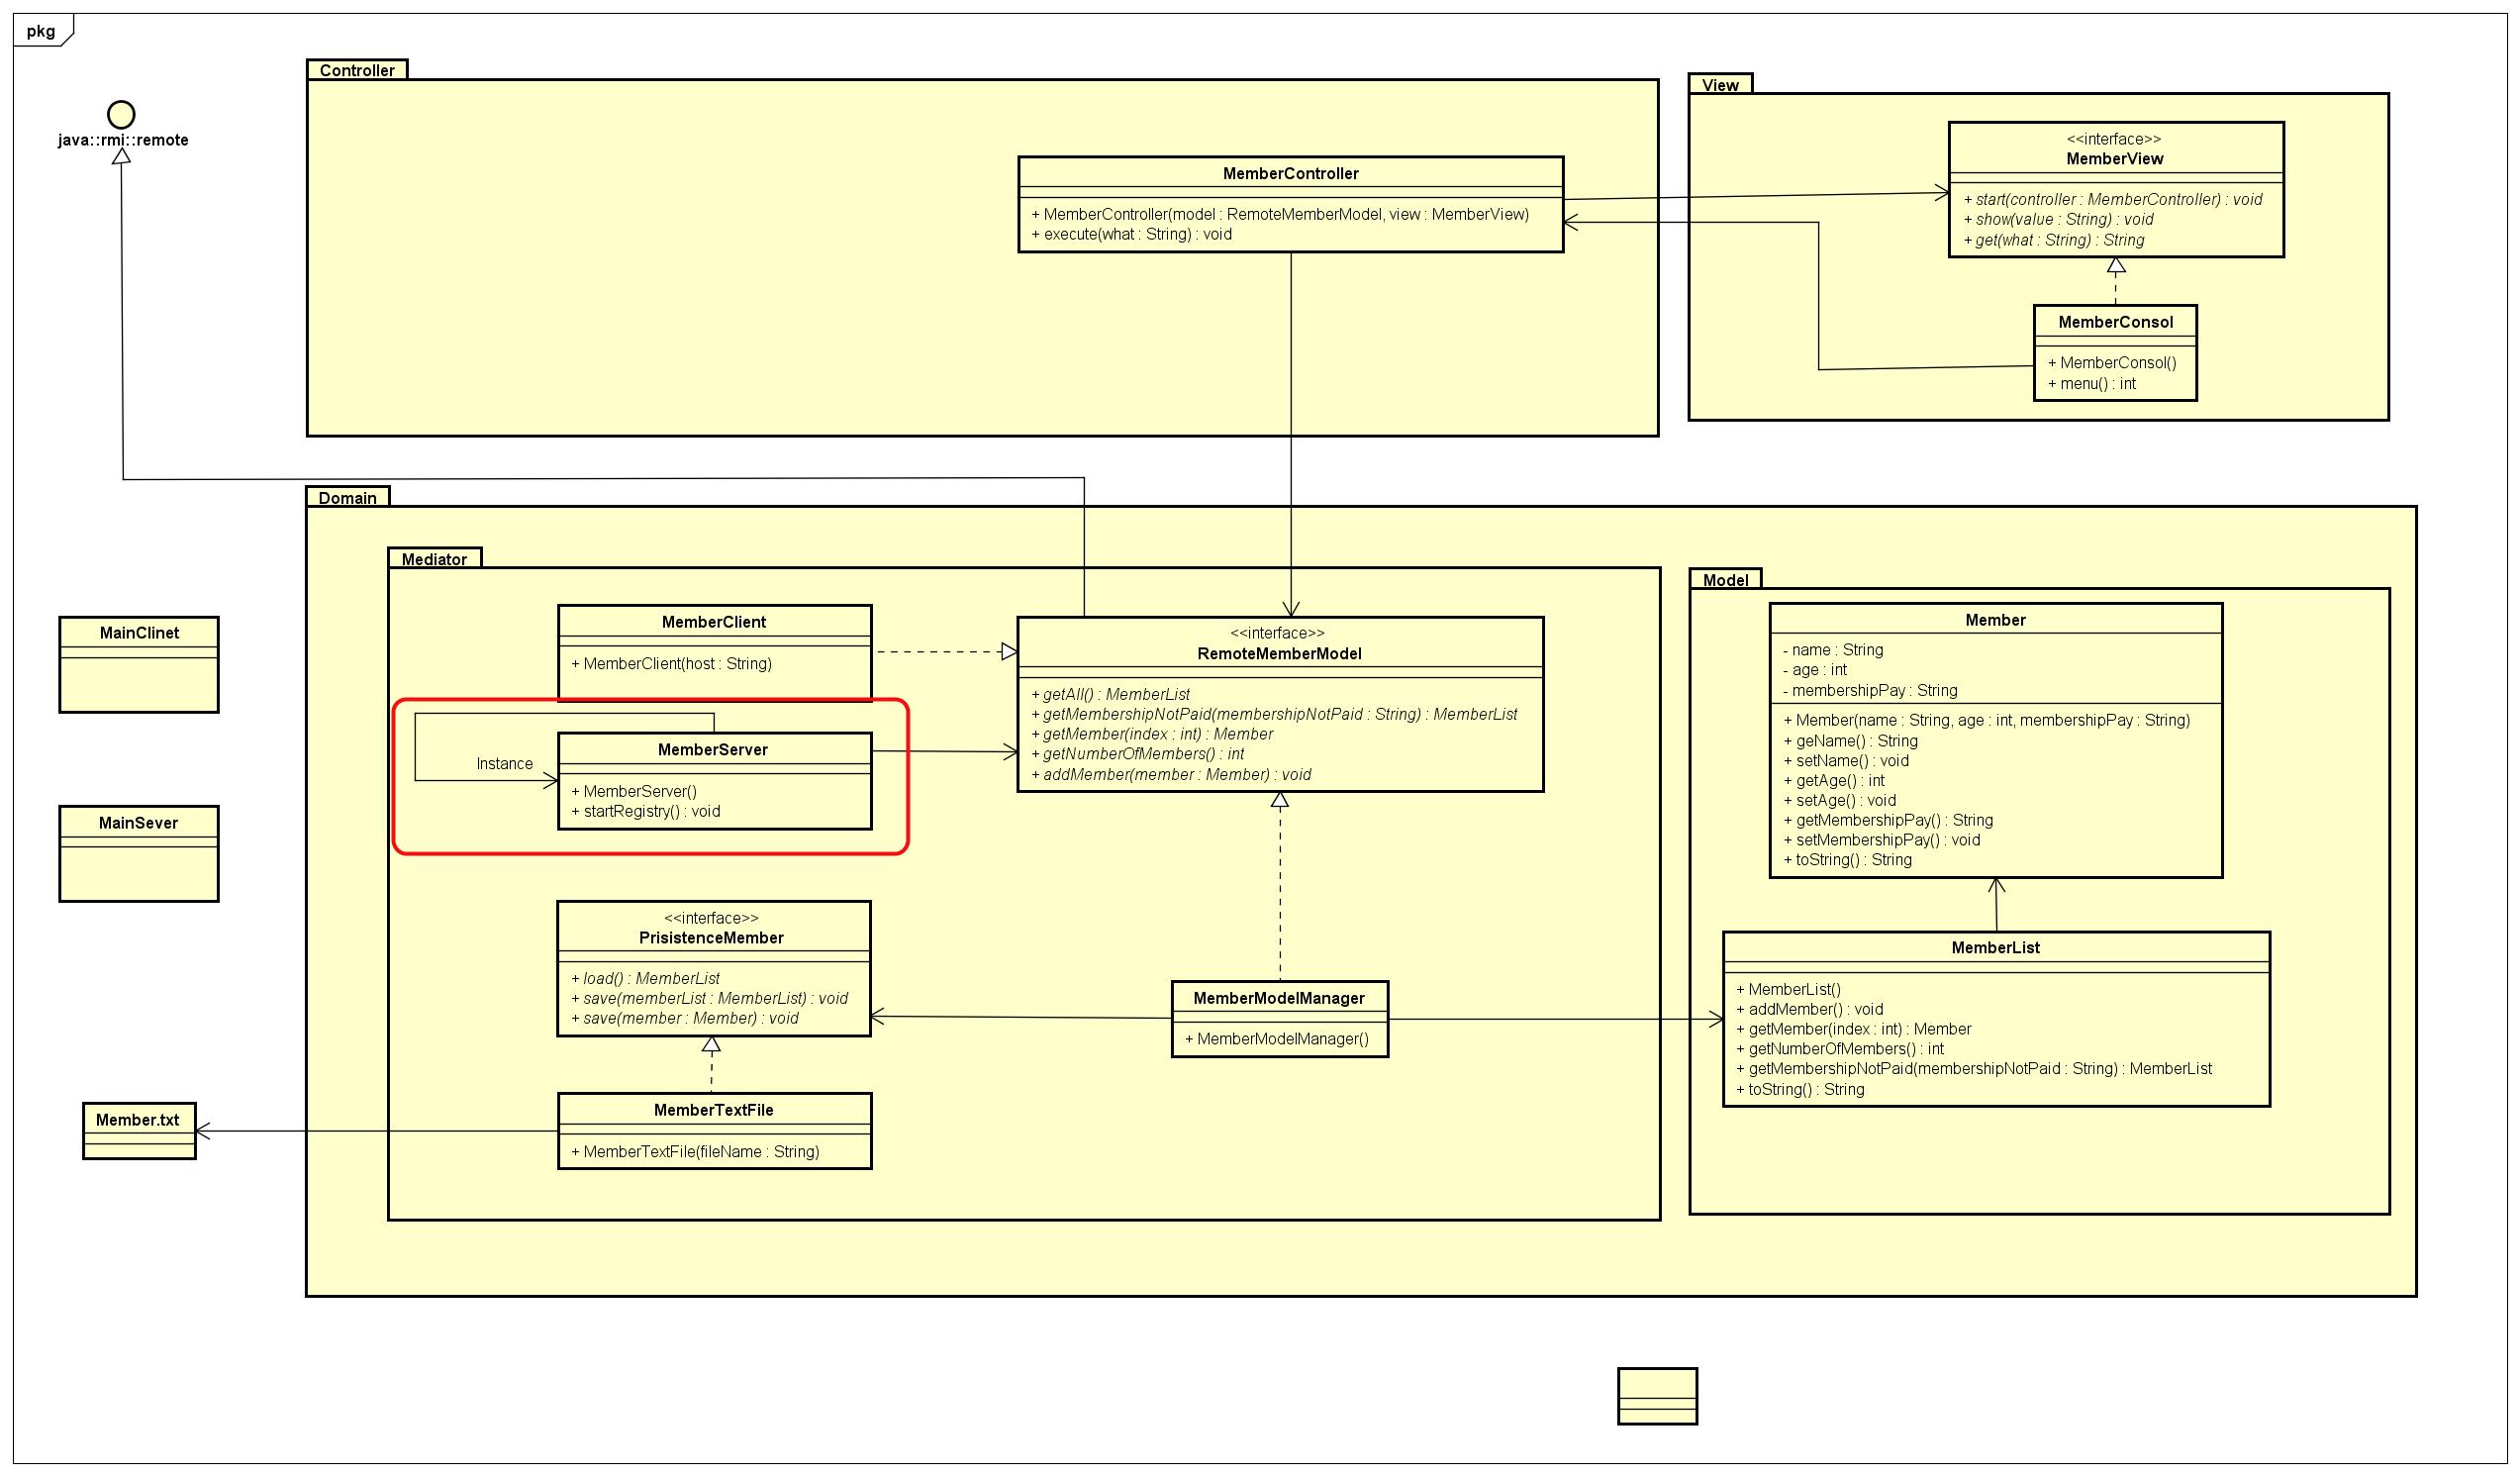 pkg
Controller
View
java::rmi::remote
MemberController
+ MemberController(model : RemoteMemberModel, view : MemberView)
+ execute(what : String) : void
<<interface>>
MemberView
+ start(controller : MemberController) : void
+ show(value : String) : void
+ get(what : String) : String
MemberConsol
+ MemberConsol()
+ menu() : int
Domain
Mediator
Model
MainClinet
MainSever
Member.txt
MemberClient
+ MemberClient(host : String)
Instance
MemberServer
+ MemberServer()
+ startRegistry() : void
<<interface>>
RemoteMemberModel
+ getAll() : MemberList
+ getMembershipNotPaid(membershipNotPaid : String) : MemberList
+ getMember(index : int) : Member
+ getNumberOfMembers() : int
+ addMember(member : Member) : void
<<interface>>
PrisistenceMember
+ load() : MemberList
+ save(memberList : MemberList) : void
+ save(member : Member) : void
MemberModelManager
+ MemberModelManager()
MemberTextFile
+ MemberTextFile(fileName : String)
Member
- name : String
- age : int
- membershipPay : String
+ Member(name : String, age : int, membershipPay : String)
+ geName() : String
+ setName() : void
+ getAge() : int
+ setAge() : void
+ getMembershipPay() : String
+ setMembershipPay() : void
+ toString() : String
MemberList
+ MemberList()
+ addMember() : void
+ getMember(index : int) : Member
+ getNumberOfMembers() : int
+ getMembershipNotPaid(membershipNotPaid : String) : MemberList
+ toString() : String